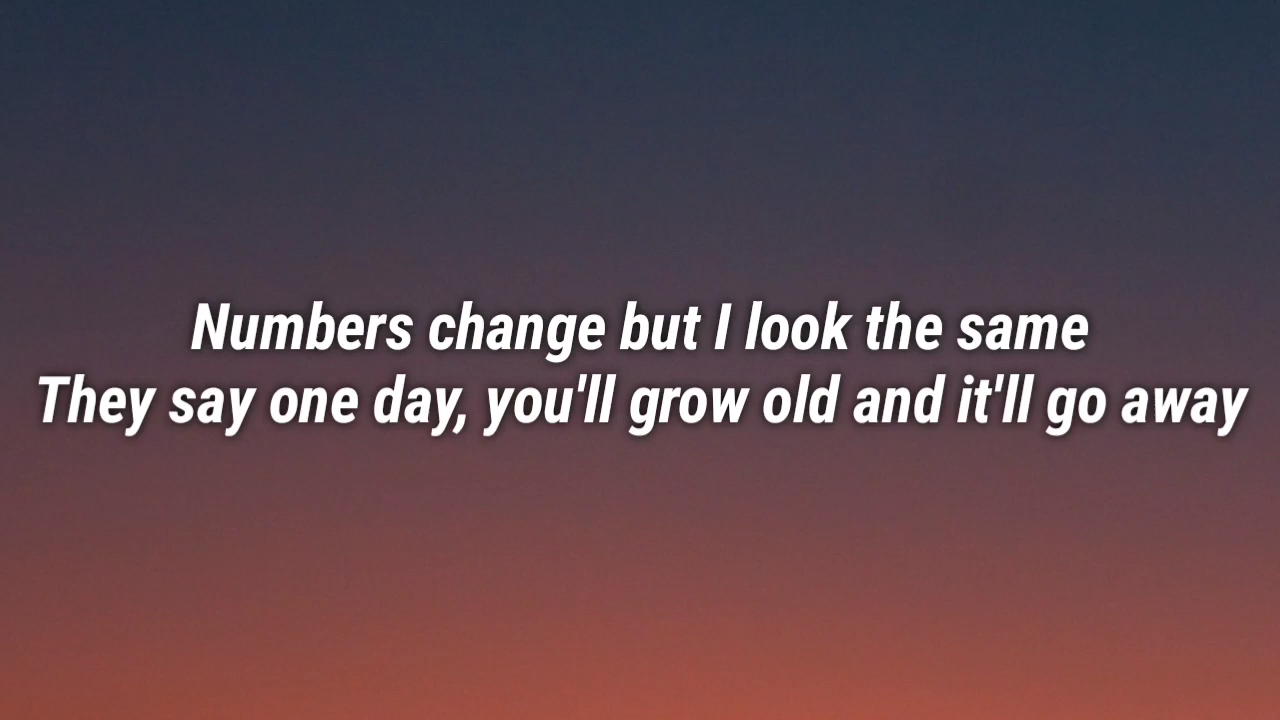 Numbers change but I look the same
They say one day, you'll grow old and it'll go away